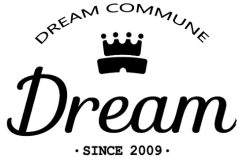 DREAM COMMUNE
Dream
· SINCE 2009 ·